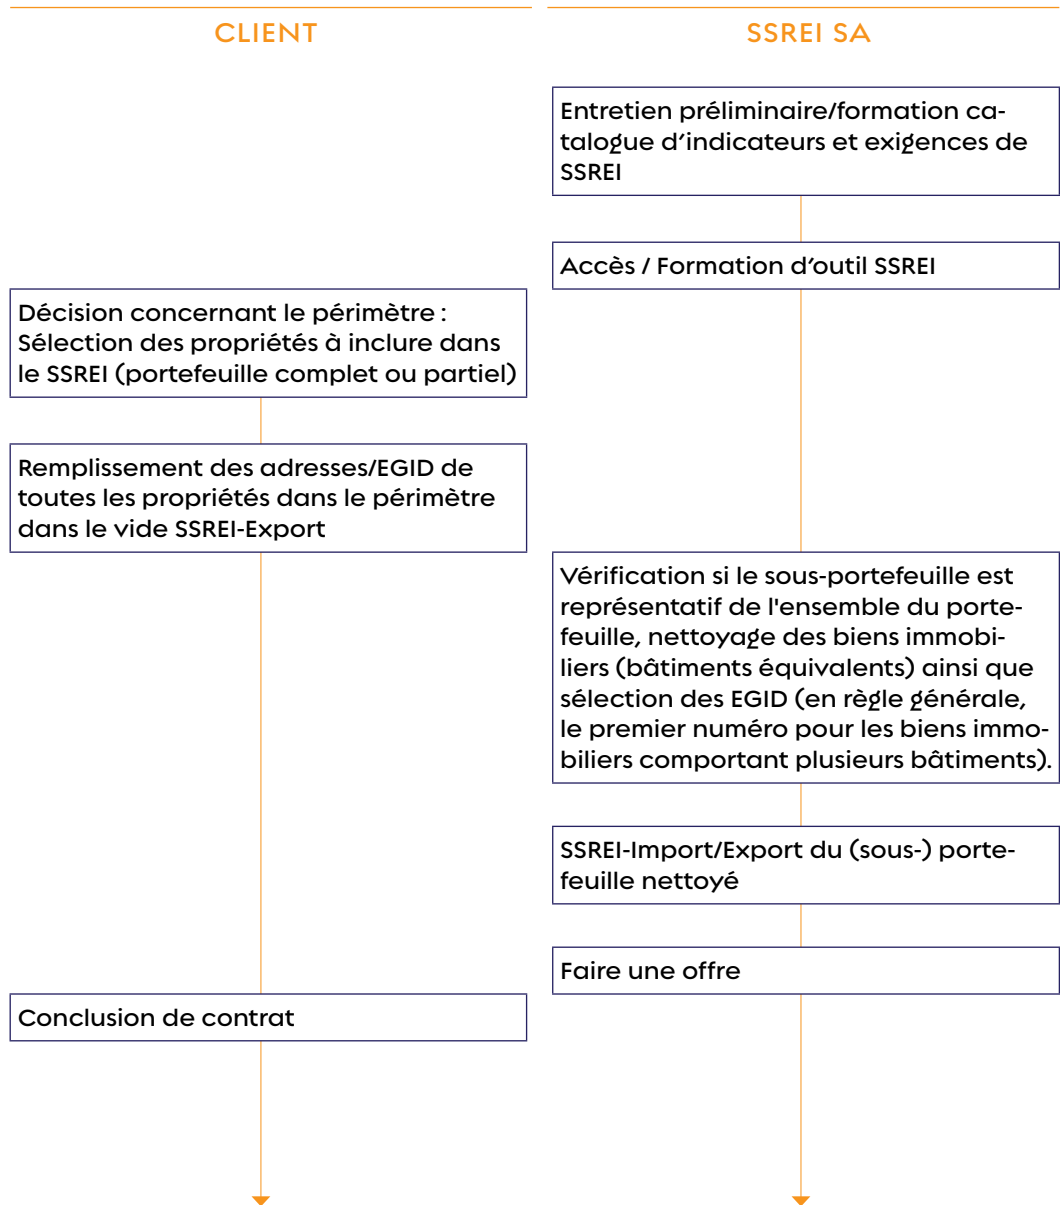 CLIENT
SSREI SA
Entretien préliminaire/formation ca-
talogue d’indicateurs et exigences de
SSREI
Accès / Formation d’outil SSREI
Décision concernant le périmètre :
Sélection des propriétés à inclure dans
le SSREI (portefeuille complet ou partiel)
Remplissement des adresses/EGID de
toutes les propriétés dans le périmètre
dans le vide SSREI-Export
Vérification si le sous-portefeuille est
représentatif de l'ensemble du porte-
feuille, nettoyage des biens immobi-
liers (bâtiments équivalents) ainsi que
sélection des EGID (en règle générale,
le premier numéro pour les biens immo-
biliers comportant plusieurs bâtiments).
SSREI-Import/Export du (sous-) porte-
feuille nettoyé
Faire une offre
Conclusion de contrat